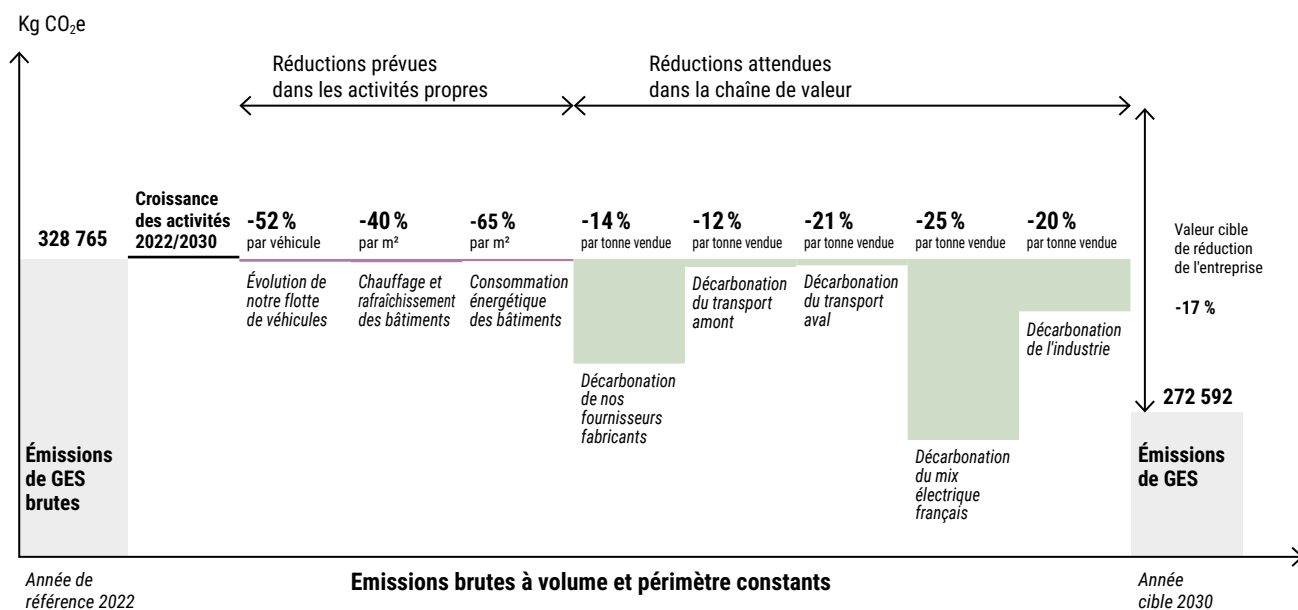 Kg CO₂e
Réductions prévues
dans les activités propres
Réductions attendues
dans la chaîne de valeur
328 765
Croissance
des activités
2022/2030
-52 %
par véhicule
-40 %
par m²
-65 %
par m²
-14 %
par tonne vendue
-12 %
par tonne vendue
-21 %
par tonne vendue
-25 %
par tonne vendue
-20 %
par tonne vendue
Valeur cible
de réduction
de l'entreprise
-17 %
Évolution de
notre flotte
de véhicules
Chauffage et
rafraîchissement
des bâtiments
Consommation
énergétique
des bâtiments
Décarbonation
de nos
fournisseurs
fabricants
Décarbonation
du transport
amont
Décarbonation
du transport
aval
Décarbonation
du mix
électrique
français
Décarbonation
de l'industrie
272 592
Émissions
de GES
brutes
Émissions
de GES
Année de
référence 2022
Emissions brutes à volume et périmètre constants
Année
cible 2030